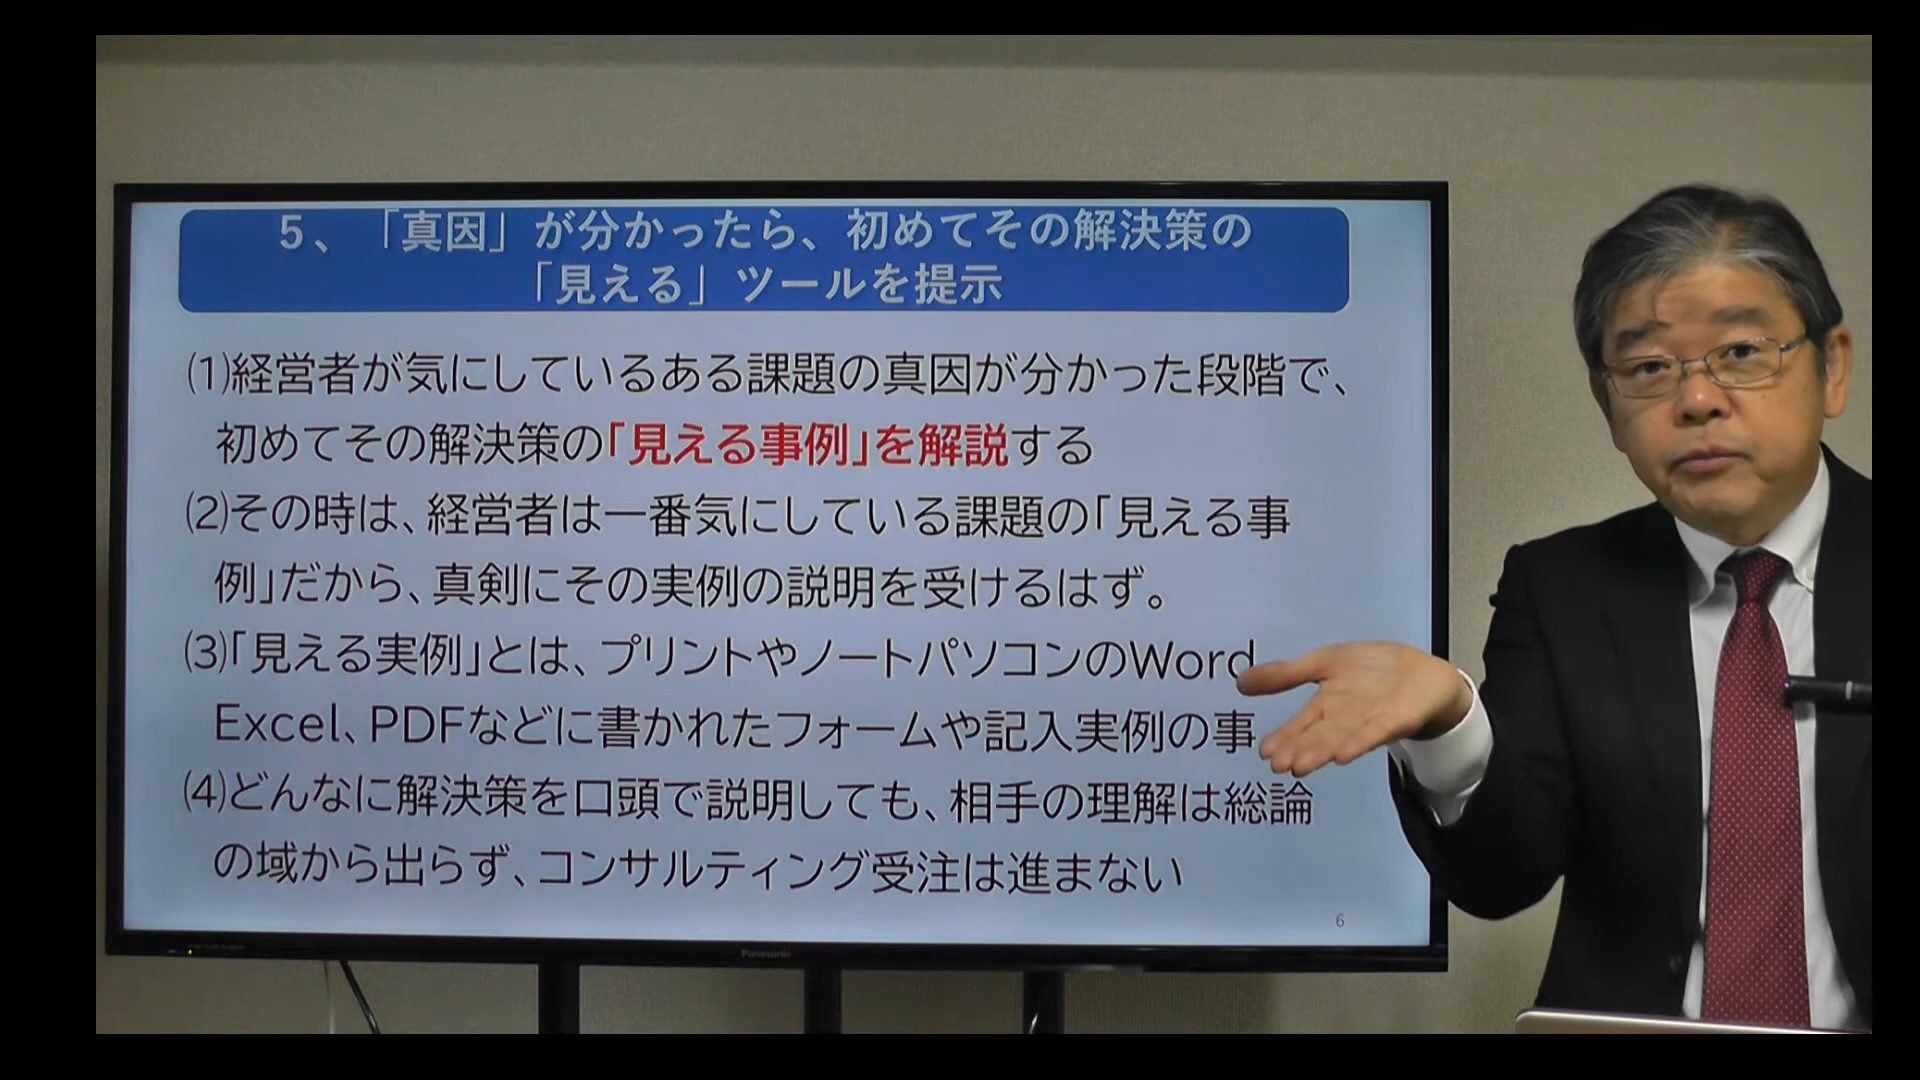 5、「真因」が分かったら、初めてその解決策の
「見える」ツールを提示
⑴経営者が気にしているある課題の真因が分かった段階で、
初めてその解決策の「見える事例」を解説する
⑵その時は、経営者は一番気にしている課題の「見える事
例」だから、真剣にその実例の説明を受けるはず。
⑶「見える実例」とは、プリントやノートパソコンのWord
Excel、PDFなどに書かれたフォームや記入実例の事
⑷どんなに解決策を口頭で説明しても、相手の理解は総論
の域から出らず、コンサルティング受注は進まない
6
Panasonic